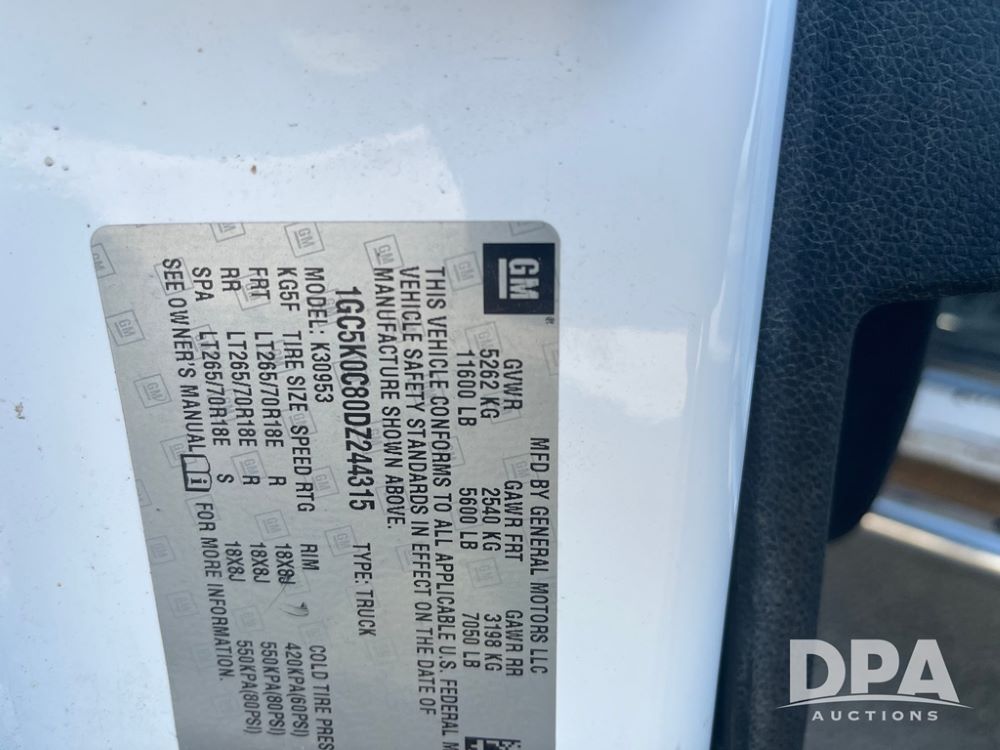 GM
MFD BY GENERAL MOTORS LLC
GVWR GAWR FRT GAWR RR
5262 KG 2540 KG 3198 KG
11600 LB 5600 LB 7050 LB
THIS VEHICLE CONFORMS TO ALL APPLICABLE U.S. FEDERAL
VEHICLE SAFETY STANDARDS IN EFFECT ON THE DATE OF
MANUFACTURE SHOWN ABOVE.
1GC5K0C80DZ244315 TYPE: TRUCK
MODEL: K30953
KG5F TIRE SIZE SPEED RTG RIM COLD TIRE PRES
FRT LT265/70R18E R 18X8J 420KPA(60PSI)
RR LT265/70R18E R 18X8J 550KPA(80PSI)
SPA LT265/70R18E S 18X8J 550KPA(80PSI)
SEE OWNER'S MANUAL FOR MORE INFORMATION.
DPA
AUCTIONS